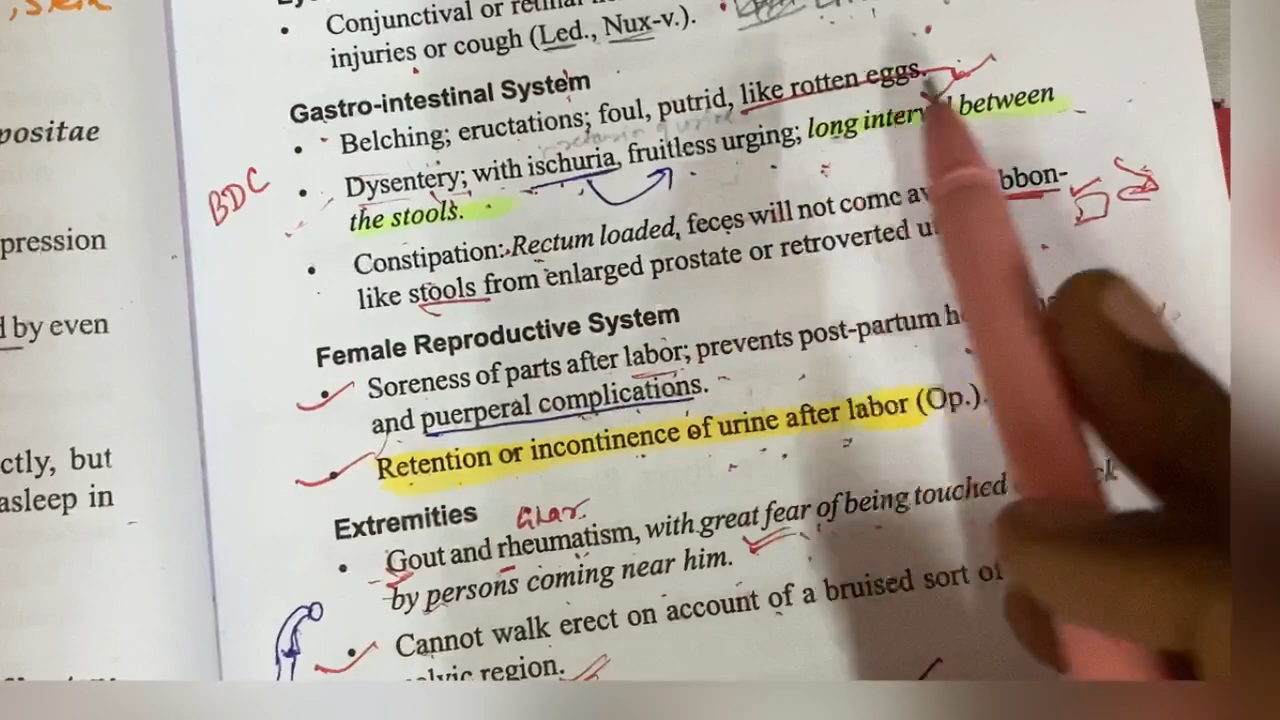 Conjunctival or
injuries or cough (Led., Nux-v.).
Gastro-intestinal System
Belching; eructations; foul, putrid, like rotten eggs.
Dysentery; with ischuria, fruitless urging; long between
the stools.
Constipation: Rectum loaded, feces will not come
like stools from enlarged prostate or retroverted
Female Reproductive System
Soreness of parts after labor; prevents post-partum
and puerperal complications.
Retention or incontinence of urine after labor (Op.).
Extremities
Gout and rheumatism, with great fear of being touched
by persons coming near him.
Cannot walk erect on account of a bruised sort of
region.
BDC
positae
pression
by even
ctly, but
asleep in